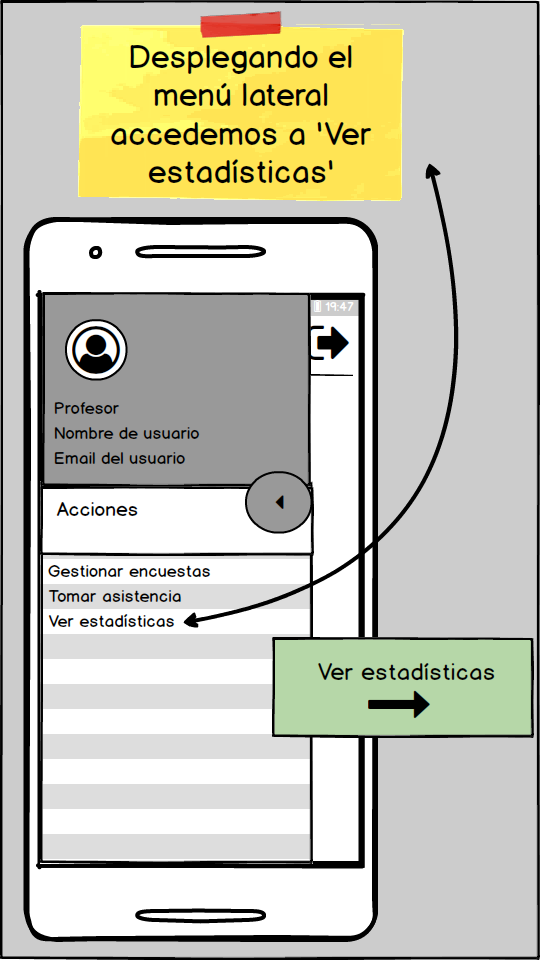 Desplegando el
menú lateral
accedemos a 'Ver
estadísticas'
19:47
Profesor
Nombre de usuario
Email del usuario
Acciones
Gestionar encuestas
Tomar asistencia
Ver estadísticas
Ver estadísticas